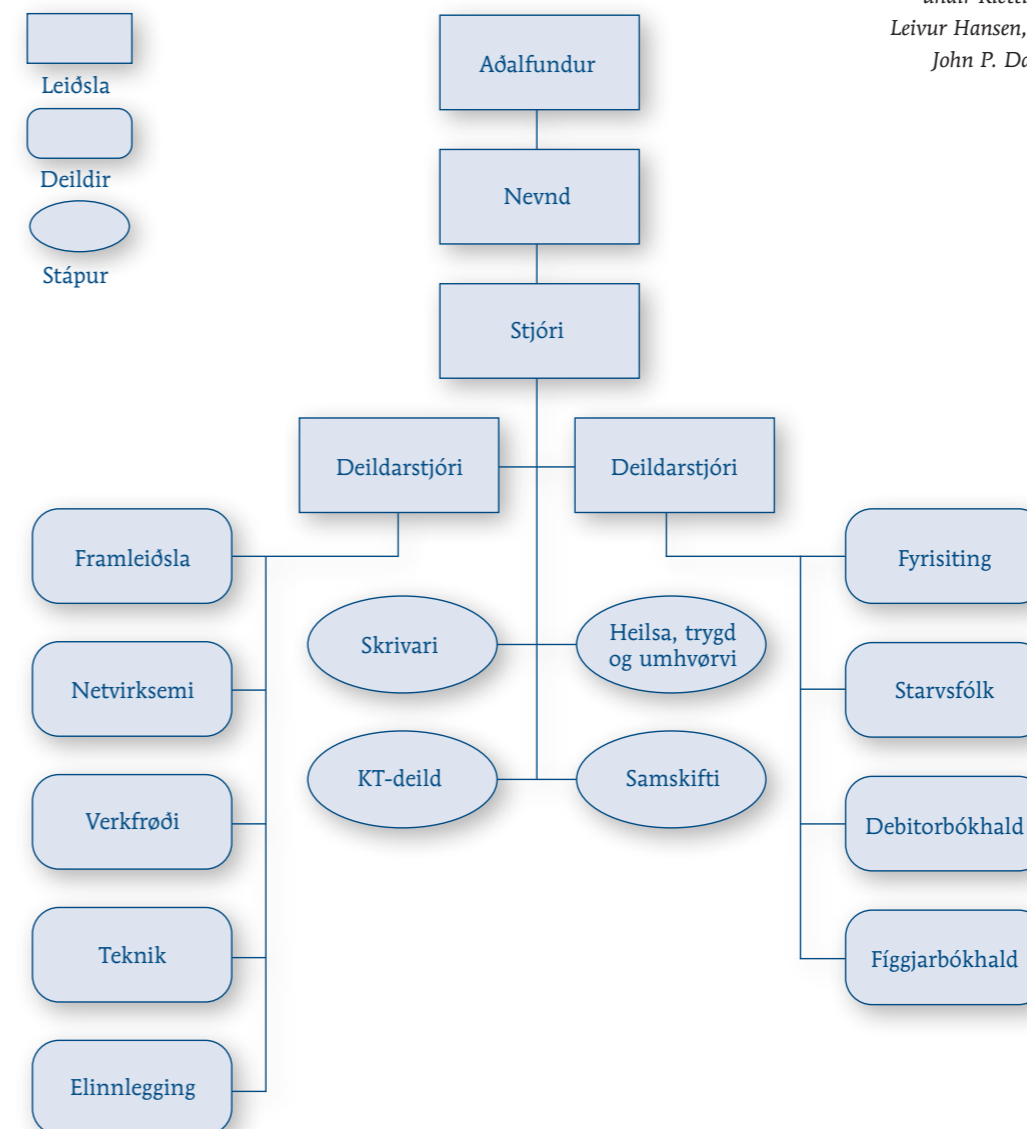 Leiðsla
Deildir
Stápur
Leivur Hansen,
John P.
Aðalfundur
Nevnd
Stjóri
Deildarstjóri
Deildarstjóri
Framleiðsla
Netvirksemi
Verkfrøði
Teknik
Elinnlegging
Skrivari
Heilsa, trygd
og umhvørvi
KT-deild
Samskifti
Fyrisiting
Starvsfólk
Debitorbókhald
Fíggjarbókhald